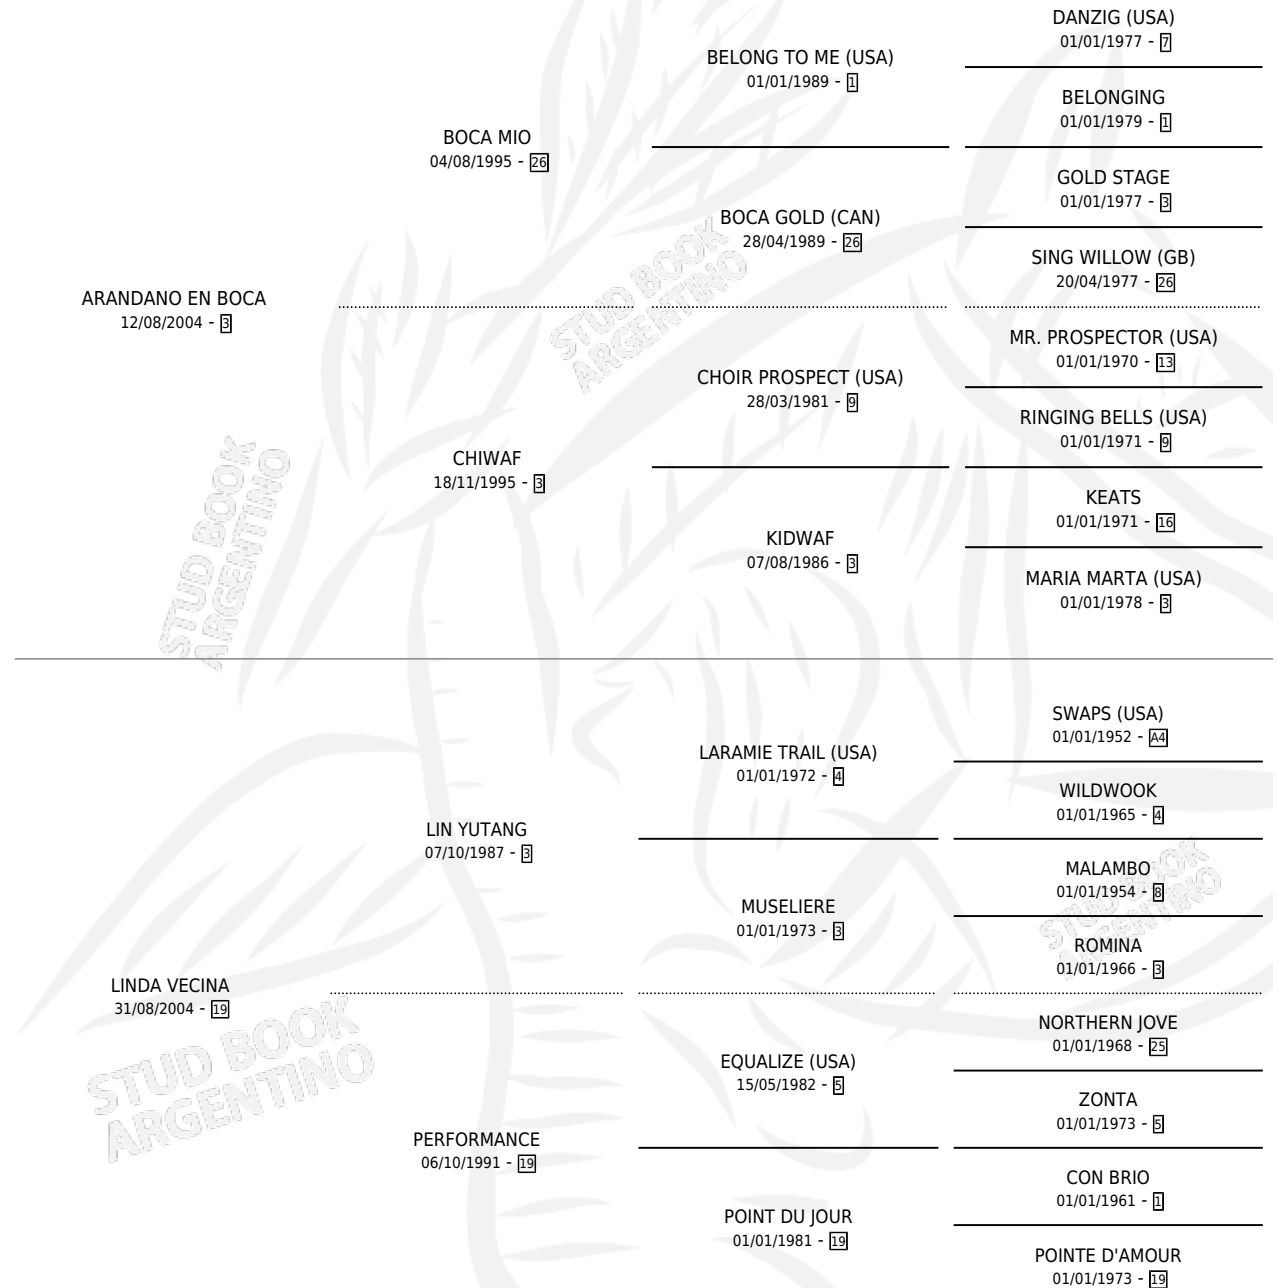 DANZIG (USA)
01/01/1977 - 7
BELONG TO ME (USA)
01/01/1989 - 1
BELONGING
01/01/1979 - 1
BOCA MIO
04/08/1995 - 26
GOLD STAGE
01/01/1977 - 3
BOCA GOLD (CAN)
28/04/1989 - 26
SING WILLOW (GB)
20/04/1977 - 26
ARANDANO EN BOCA
12/08/2004 - 3
STUD BOOK
ARGENTINO
MR. PROSPECTOR (USA)
01/01/1970 - 13
CHOIR PROSPECT (USA)
28/03/1981 - 9
RINGING BELLS (USA)
01/01/1971 - 9
CHIWAF
18/11/1995 - 3
KEATS
01/01/1971 - 16
KIDWAF
07/08/1986 - 3
MARIA MARTA (USA)
01/01/1978 - 3
STUD BOOK
ARGENTINO
SWAPS (USA)
01/01/1952 - A4
LARAMIE TRAIL (USA)
01/01/1972 - 4
WILDWOOK
01/01/1965 - 4
LIN YUTANG
07/10/1987 - 3
MALAMBO
01/01/1954 - 8
MUSELIERE
01/01/1973 - 3
STUD BOOK
ARGENTINO
ROMINA
01/01/1966 - 3
LINDA VECINA
31/08/2004 - 19
NORTHERN JOVE
01/01/1968 - 25
EQUALIZE (USA)
15/05/1982 - 5
ZONTA
01/01/1973 - 5
STUD BOOK
ARGENTINO
PERFORMANCE
06/10/1991 - 19
CON BRIO
01/01/1961 - 1
POINT DU JOUR
01/01/1981 - 19
POINTE D'AMOUR
01/01/1973 - 19